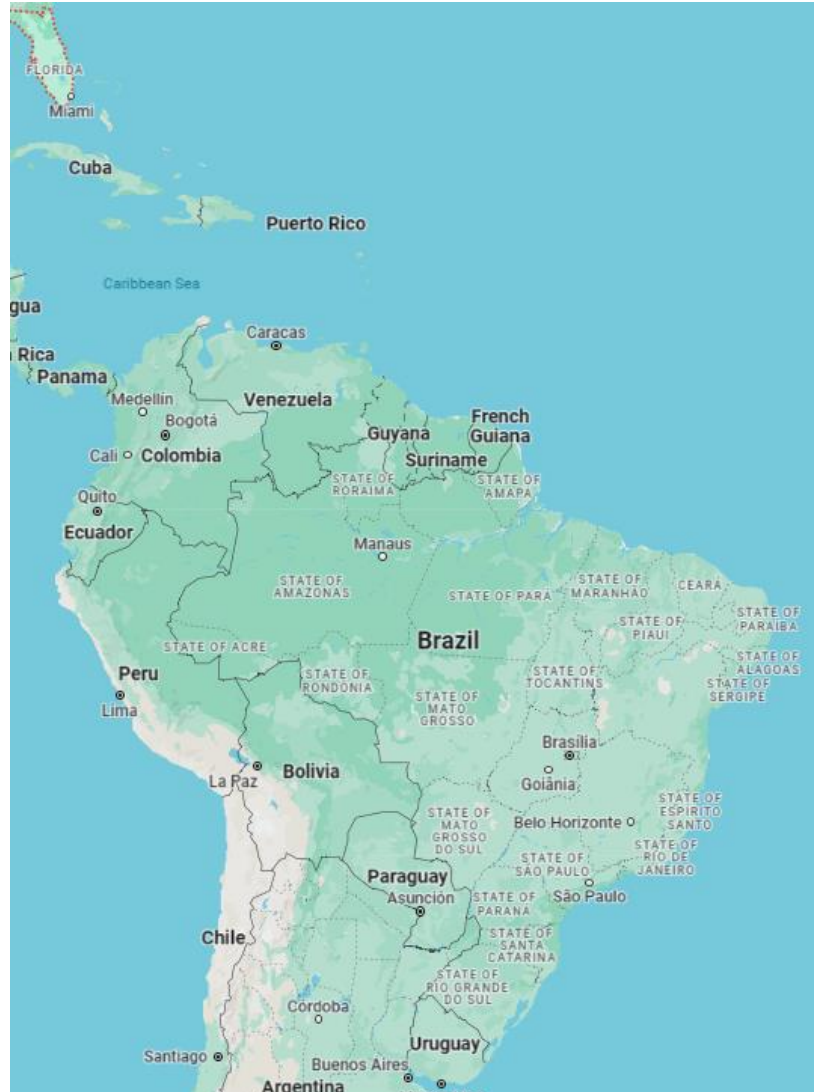 FLORIDA
Miami
Cuba
Puerto Rico
Caribbean Sea
gua
Caracas
Rica
Panama
Medellín
Venezuela
Bogotá
French
Guiana
Guyana
Cali
Colombia
Suriname
STATE OF
RORAIMA
STATE OF
AMAPA
Quito
Ecuador
Manaus
STATE OF
AMAZONAS
STATE OF PARÁ
STATE OF
MARANHÃO
CEARÁ
STATE OF
PARAÍBA
STATE OF
PIAUI
Brazil
STATE OF ACRE
STATE OF
ALAGOAS
Peru
STATE OF
RONDÔNIA
STATE OF
TOCANTINS
STATE OF
SERGIPE
Lima
STATE OF
MATO
GROSSO
Brasília
La Paz
Bolivia
Goiânia
STATE OF
ESPÍRITO
SANTO
STATE OF
MATO
GROSSO
DO SUL
Belo Horizonte
STATE OF
RIO DE
JANEIRO
STATE OF
SÃO PAULO
Paraguay
Asunción
São Paulo
STATE OF
PARANÁ
Chile
STATE OF
SANTA
CATARINA
STATE OF
RIO GRANDE
DO SUL
Córdoba
Uruguay
Santiago
Buenos Aires
Argentina